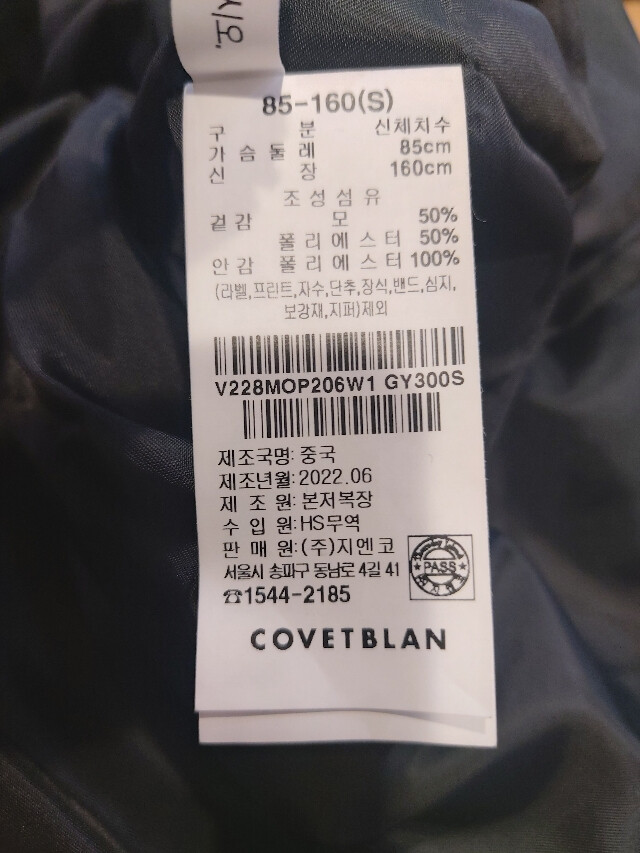 시오.
85-160(S)
구 분 신체치수
가 슴 둘 레 85cm
신 장 160cm
조 성 섬 유
겉 감 모 50%
폴 리 에 스 터 50%
안 감 폴 리 에 스 터 100%
(라벨,프린트,자수,단추,장식,밴드,심지,
보강재,지퍼)제외
V228MOP206W1 GY300S
제조국명: 중국
제조년월: 2022.06
제 조 원: 본저복장
수 입 원: HS무역
판 매 원: (주)지엔코
서울시 송파구 동남로 4길 41
PASS
☎1544-2185
COVETBLAN